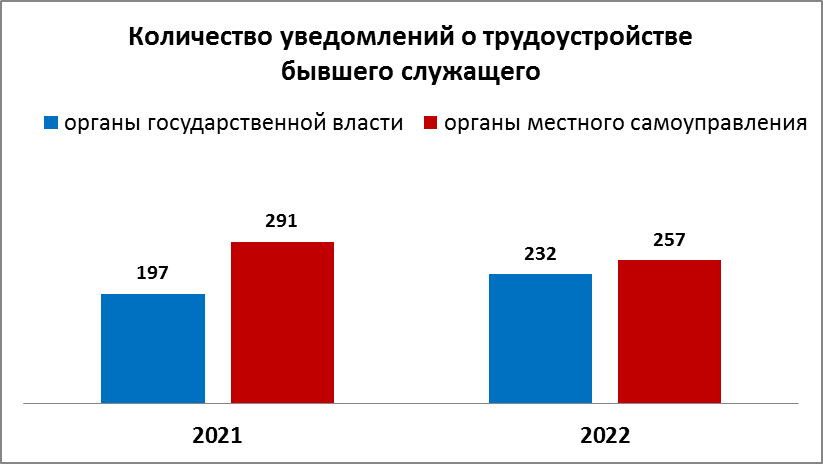 Количество уведомлений о трудоустройстве
бывшего служащего
органы государственной власти органы местного самоуправления
197
291
232
257
2021
2022